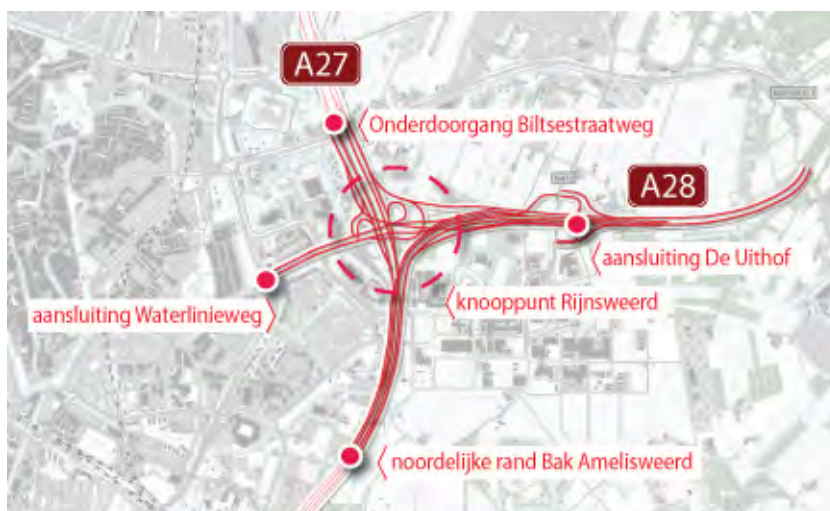 A27
Onderdoorgang Biltsestraatweg
A28
aansluiting De Uithof
knooppunt Rijnsweerd
aansluiting Waterlinieweg
noordelijke rand Bak Amelisweerd